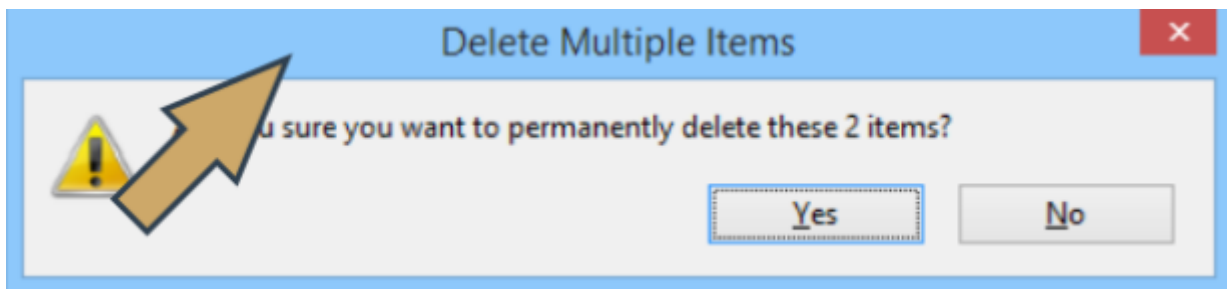 Delete Multiple Items
sure you want to permanently delete these 2 items?
Yes
No